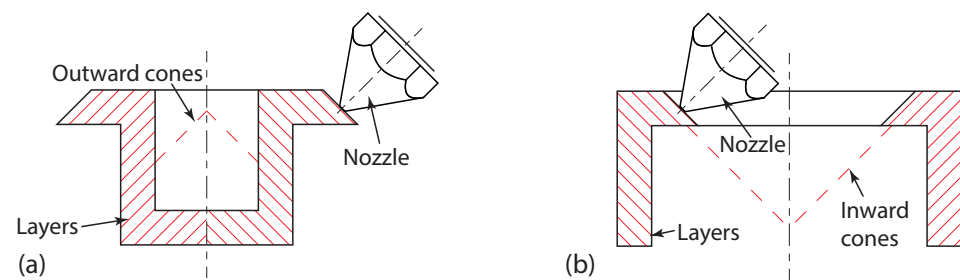 Outward cones
Nozzle
Layers
(a)
Nozzle
Inward
cones
Layers
(b)